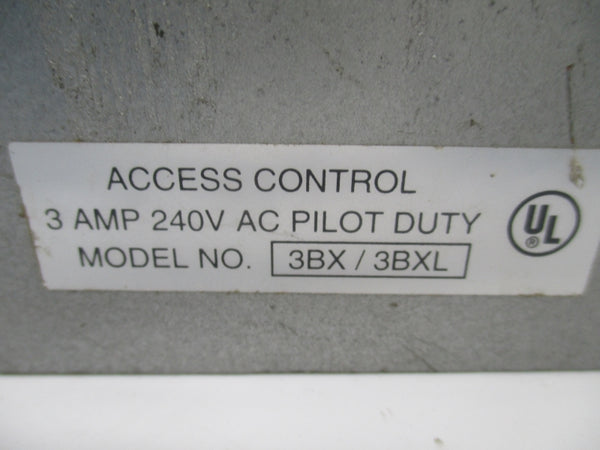 ACCESS CONTROL
3 AMP 240V AC PILOT DUTY
MODEL NO. 3BX / 3BXL
UL
®